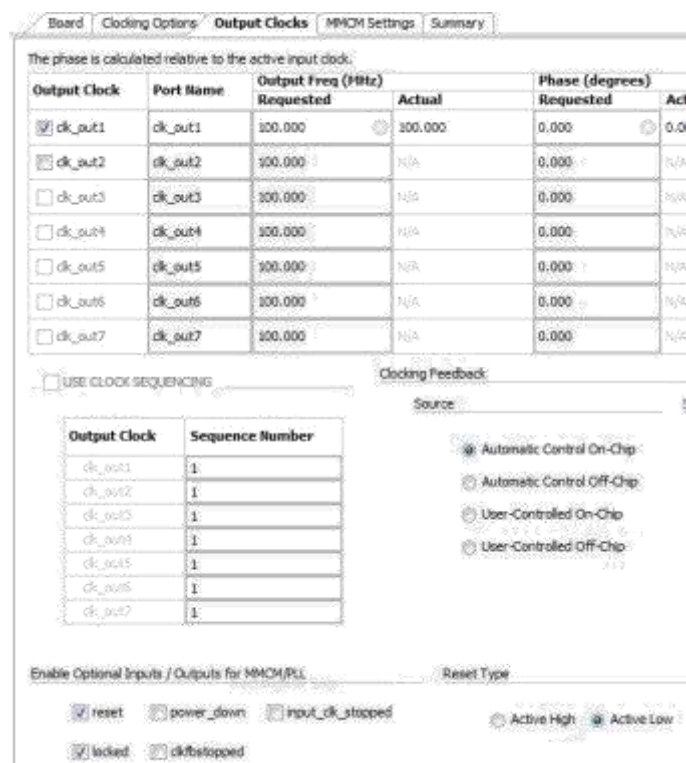 Board Clocking Options Output Clocks MMCM Settings Summary
The phase is calculated relative to the active input clock.
Output Clock Port Name Output Freq (MHz) Phase (degrees)
Requested Actual Requested
clk_out1 clk_out1 100.000 100.000 0.000
clk_out2 clk_out2 100.000 N/A 0.000 N/A
clk_out3 clk_out3 100.000 N/A 0.000 N/A
clk_out4 clk_out4 100.000 N/A 0.000 N/A
clk_out5 clk_out5 100.000 N/A 0.000 N/A
clk_out6 clk_out6 100.000 N/A 0.000 N/A
clk_out7 clk_out7 100.000 N/A 0.000 N/A
USE CLOCK SEQUENCING
Clocking Feedback
Source
Output Clock Sequence Number
clk_out1 1
clk_out2 1
clk_out3 1
clk_out4 1
clk_out5 1
clk_out6 1
clk_out7 1
Automatic Control On-Chip
Automatic Control Off-Chip
User-Controlled On-Chip
User-Controlled Off-Chip
Enable Optional Inputs / Outputs for MMCM/PLL
Reset Type
reset power_down input_clk_stopped
Active High Active Low
locked clkfbstopped